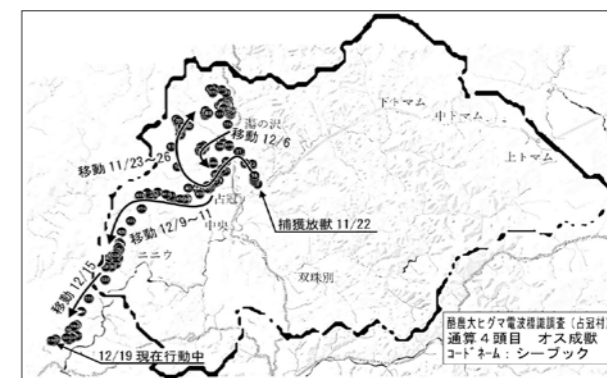 湯の沢
下トマム
中トマム
上トマム
移動 12/6
移動 11/23～26
占冠
捕獲放獣 11/22
移動 12/9～11
中央
ニニウ
双珠別
移動 12/15
12/19 現在行動中
酪農大ヒグマ電波標識調査（占冠村）
通算４頭目　オス成獣
コードネーム：シーブック